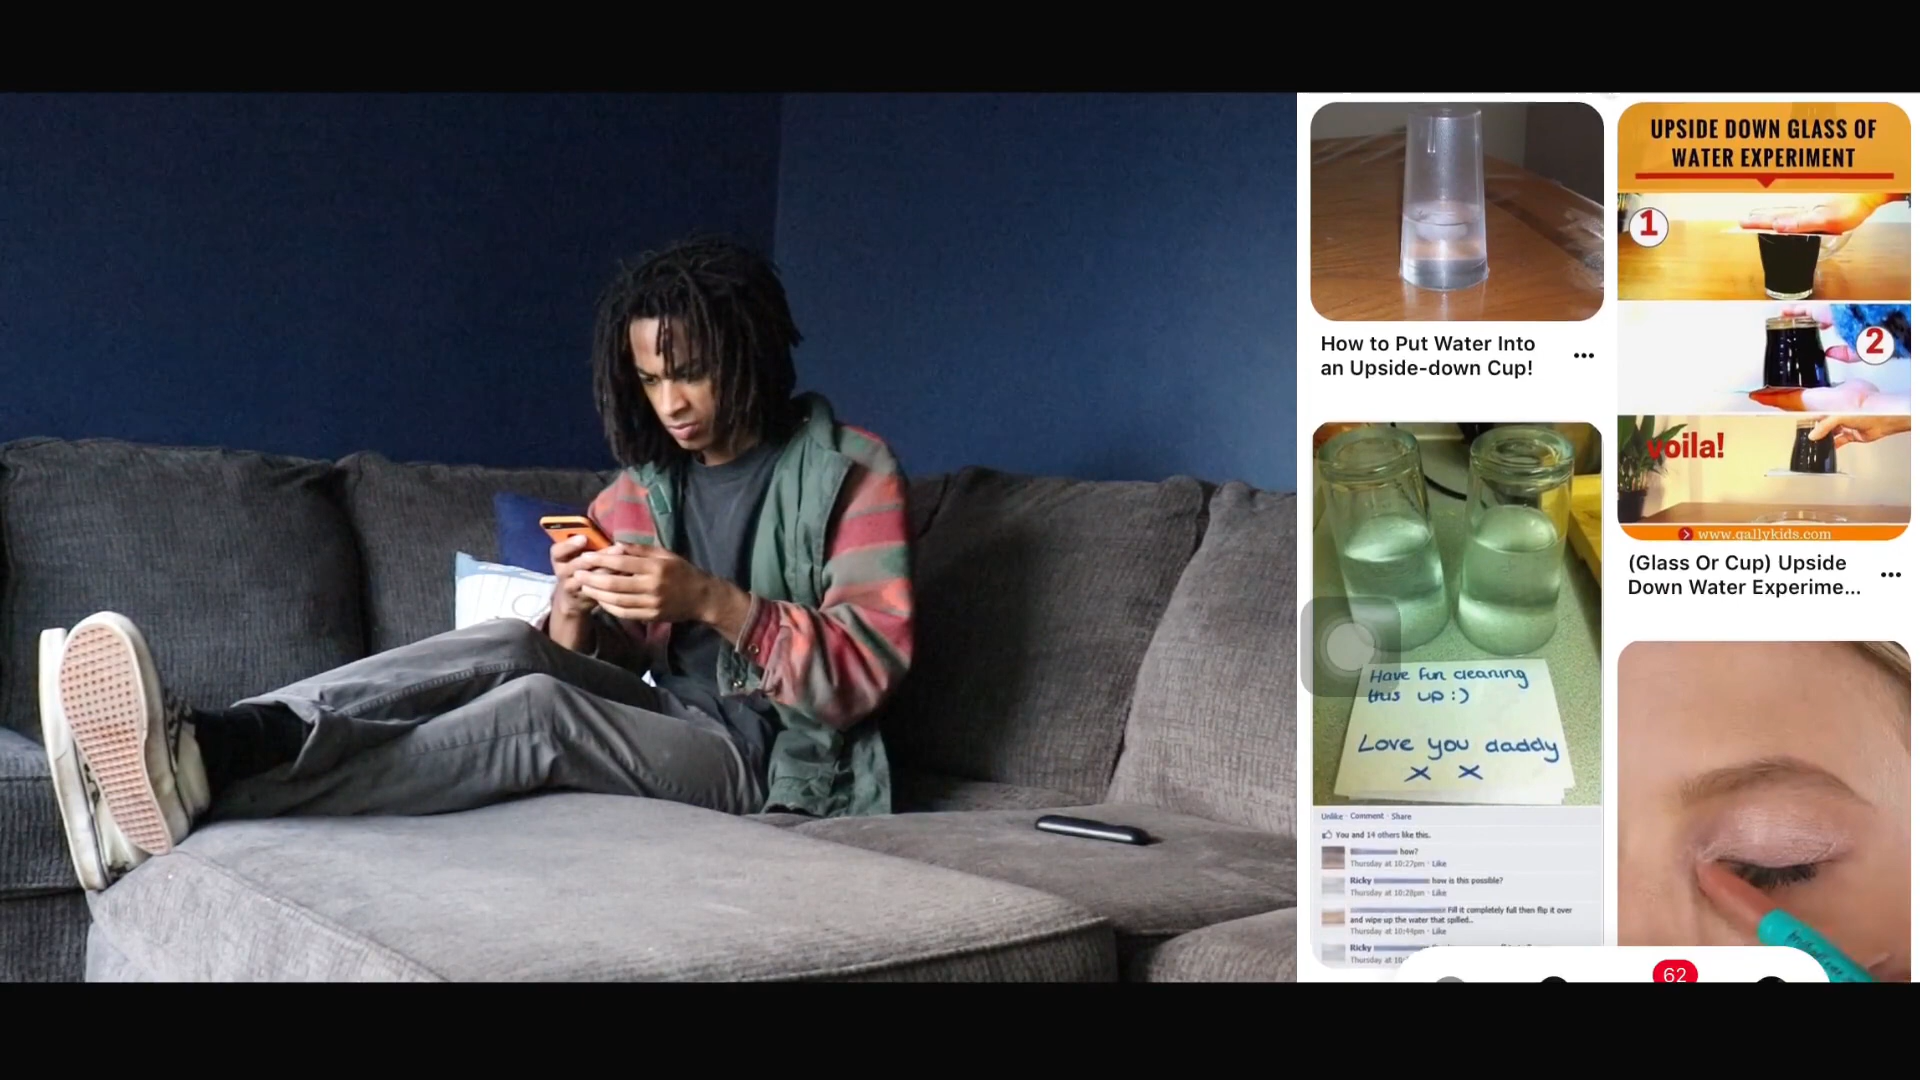 How to Put Water Into
an Upside-down Cup!
Have fun cleaning
this up :)
Love you daddy
x x
Unlike · Comment · Share
You and 14 others like this.
how?
Thursday at 10:27pm · Like
Ricky how is this possible?
Thursday at 10:28pm · Like
Fill it completely full then flip it over
and wipe up the water that spilled..
Thursday at 10:44pm · Like
Ricky
Thursday at
UPSIDE DOWN GLASS OF
WATER EXPERIMENT
1
2
voila!
www.gallykids.com
(Glass Or Cup) Upside
Down Water Experime...
62